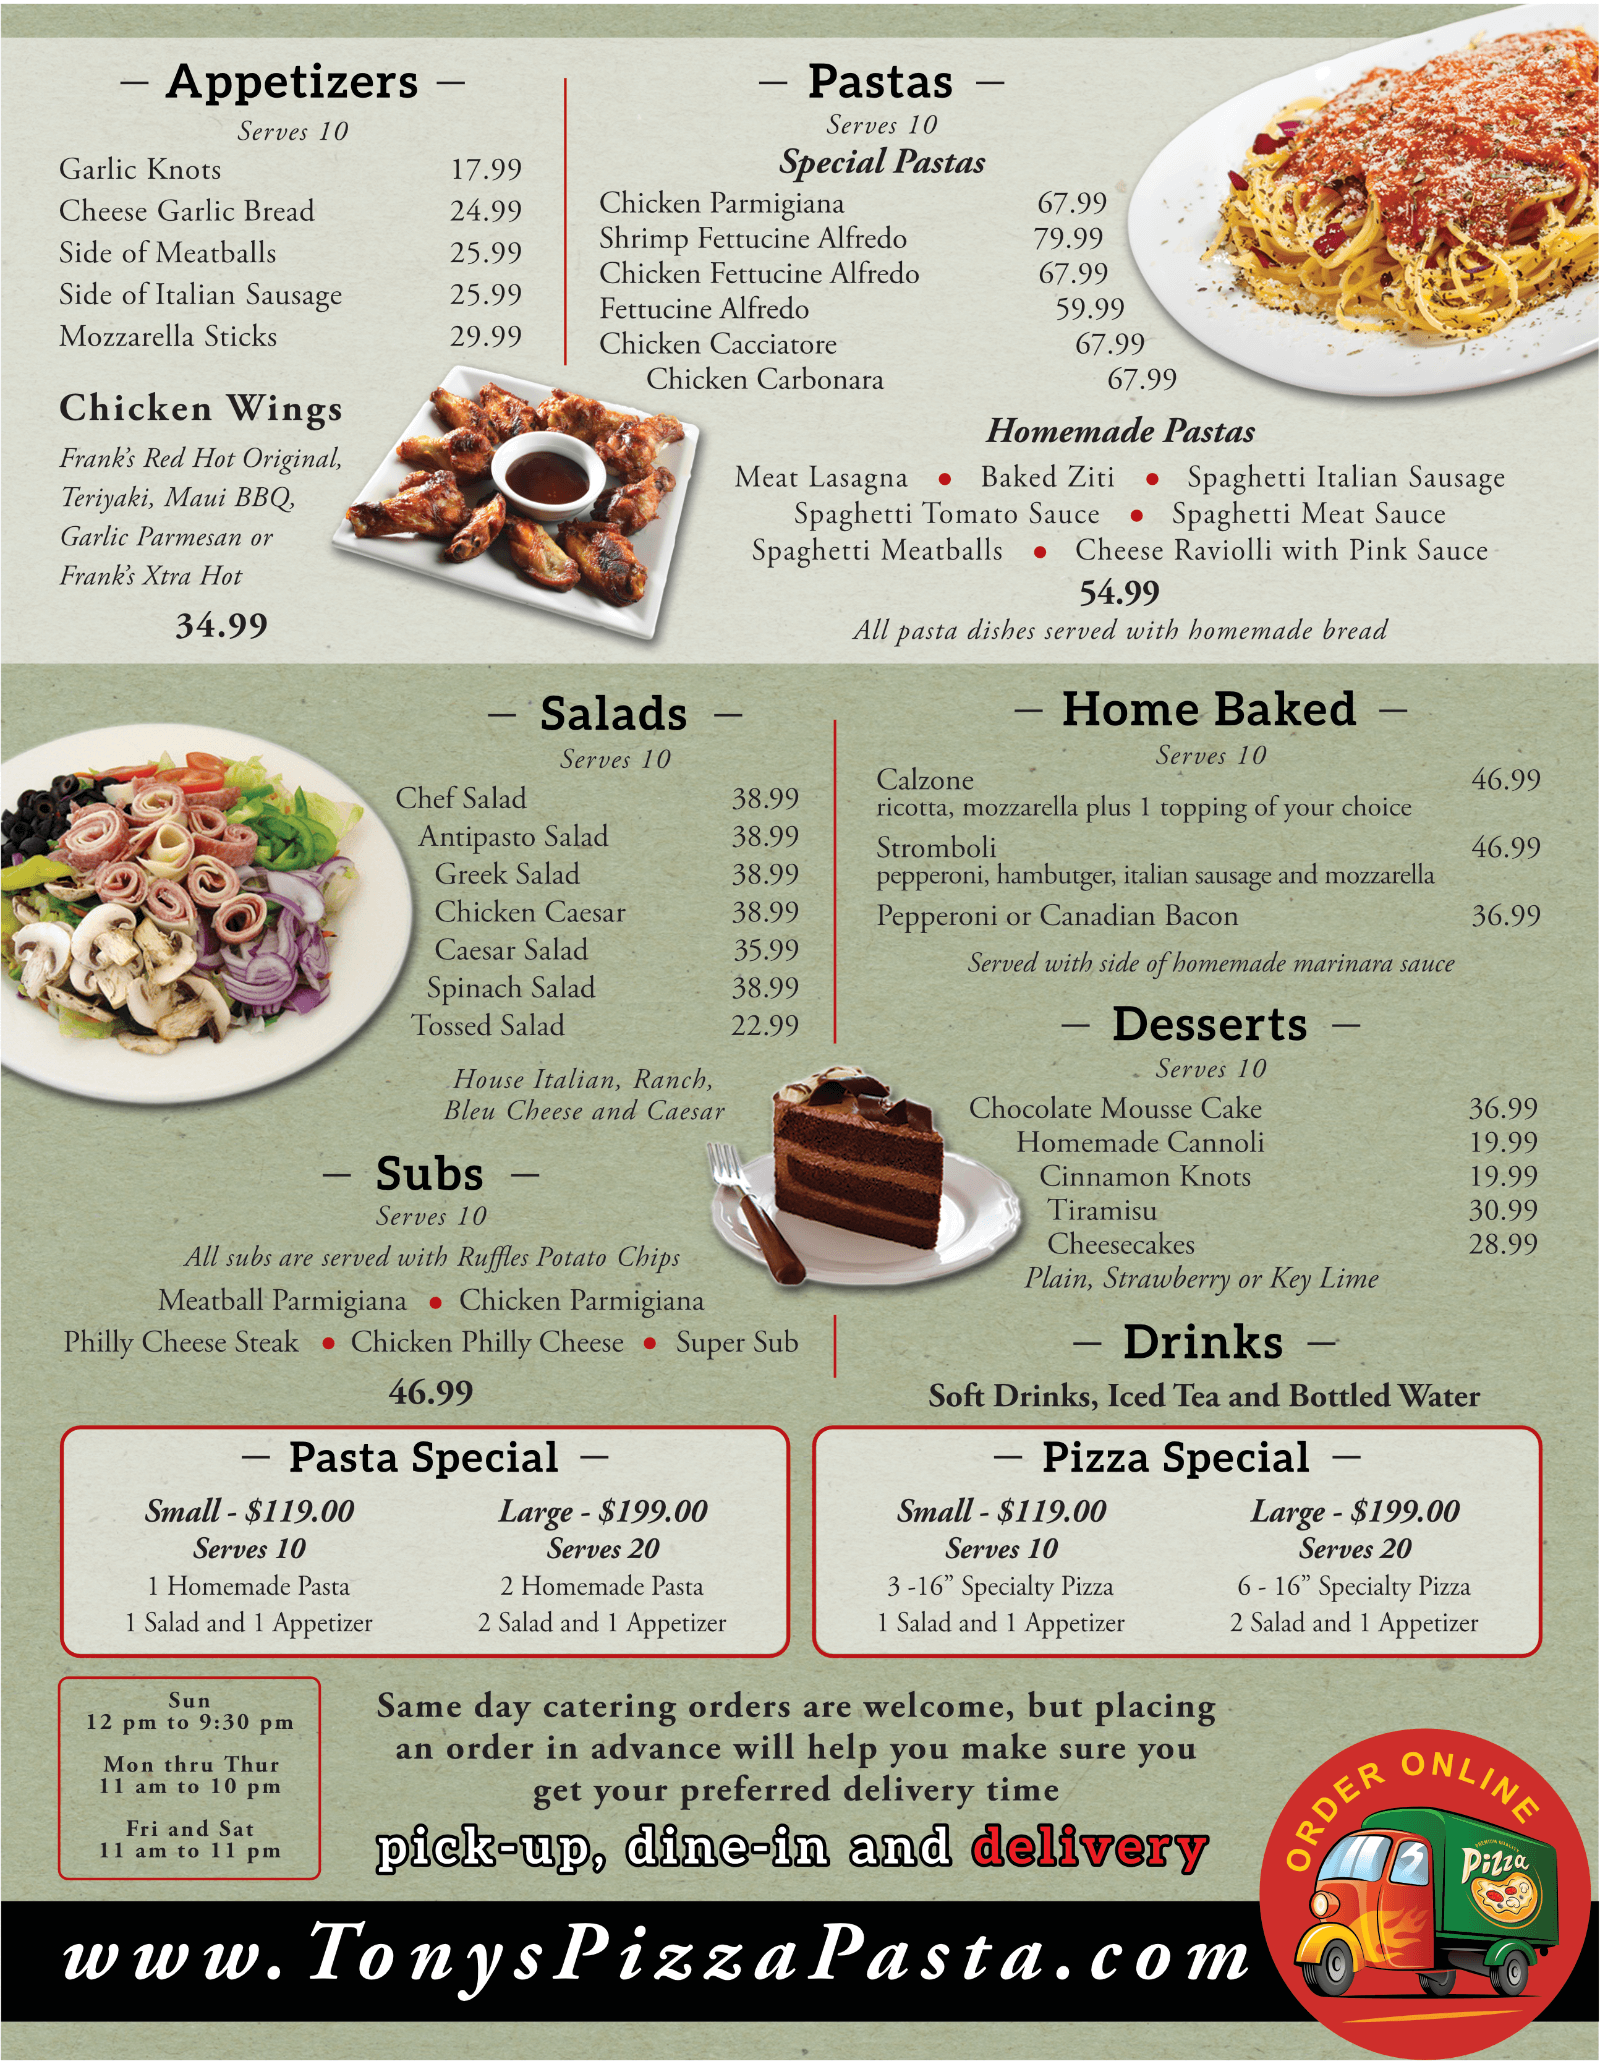 Appetizers
Serves 10
Garlic Knots 17.99
Cheese Garlic Bread 24.99
Side of Meatballs 25.99
Side of Italian Sausage 25.99
Mozzarella Sticks 29.99
Chicken Wings
Frank's Red Hot Original,
Teriyaki, Maui BBQ,
Garlic Parmesan or
Frank's Xtra Hot
34.99
Pastas
Serves 10
Special Pastas
Chicken Parmigiana 67.99
Shrimp Fettucine Alfredo 79.99
Chicken Fettucine Alfredo 67.99
Fettucine Alfredo 59.99
Chicken Cacciatore 67.99
Chicken Carbonara 67.99
Homemade Pastas
Meat Lasagna • Baked Ziti • Spaghetti Italian Sausage
Spaghetti Tomato Sauce • Spaghetti Meat Sauce
Spaghetti Meatballs • Cheese Raviolli with Pink Sauce
54.99
All pasta dishes served with homemade bread
Salads
Serves 10
Chef Salad 38.99
Antipasto Salad 38.99
Greek Salad 38.99
Chicken Caesar 38.99
Caesar Salad 35.99
Spinach Salad 38.99
Tossed Salad 22.99
House Italian, Ranch,
Bleu Cheese and Caesar
Home Baked
Serves 10
Calzone 46.99
ricotta, mozzarella plus 1 topping of your choice
Stromboli 46.99
pepperoni, hambutger, italian sausage and mozzarella
Pepperoni or Canadian Bacon 36.99
Served with side of homemade marinara sauce
Subs
Serves 10
All subs are served with Ruffles Potato Chips
Meatball Parmigiana • Chicken Parmigiana
Philly Cheese Steak • Chicken Philly Cheese • Super Sub
46.99
Desserts
Serves 10
Chocolate Mousse Cake 36.99
Homemade Cannoli 19.99
Cinnamon Knots 19.99
Tiramisu 30.99
Cheesecakes 28.99
Plain, Strawberry or Key Lime
Drinks
Soft Drinks, Iced Tea and Bottled Water
Pasta Special
Small - $119.00
Serves 10
1 Homemade Pasta
1 Salad and 1 Appetizer
Large - $199.00
Serves 20
2 Homemade Pasta
2 Salad and 1 Appetizer
Pizza Special
Small - $119.00
Serves 10
3 -16” Specialty Pizza
1 Salad and 1 Appetizer
Large - $199.00
Serves 20
6 - 16” Specialty Pizza
2 Salad and 1 Appetizer
Sun
12 pm to 9:30 pm
Mon thru Thur
11 am to 10 pm
Fri and Sat
11 am to 11 pm
Same day catering orders are welcome, but placing
an order in advance will help you make sure you
get your preferred delivery time
pick-up, dine-in and delivery
ORDER ONLINE
Pizza
www.TonysPizzaPasta.com